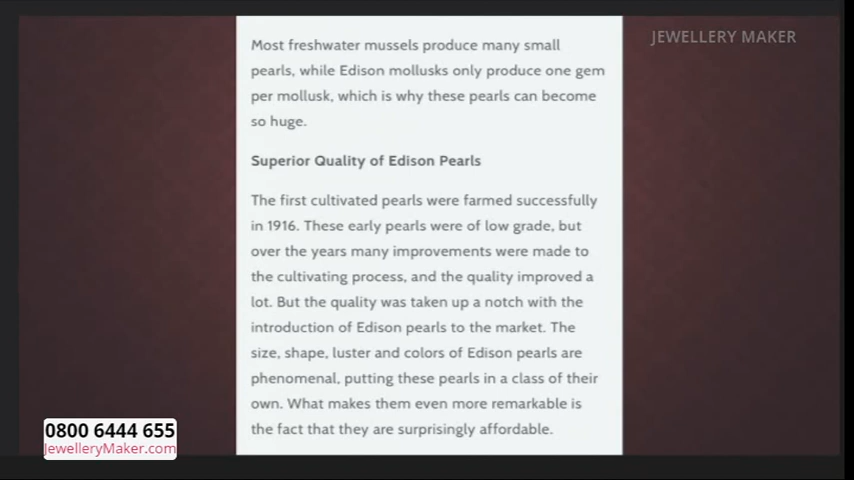 JEWELLERY MAKER
Most freshwater mussels produce many small
pearls, while Edison mollusks only produce one gem
per mollusk, which is why these pearls can become
so huge.
Superior Quality of Edison Pearls
The first cultivated pearls were farmed successfully
in 1916. These early pearls were of low grade, but
over the years many improvements were made to
the cultivating process, and the quality improved a
lot. But the quality was taken up a notch with the
introduction of Edison pearls to the market. The
size, shape, luster and colors of Edison pearls are
phenomenal, putting these pearls in a class of their
own. What makes them even more remarkable is
the fact that they are surprisingly affordable.
0800 6444 655
JewelleryMaker.com